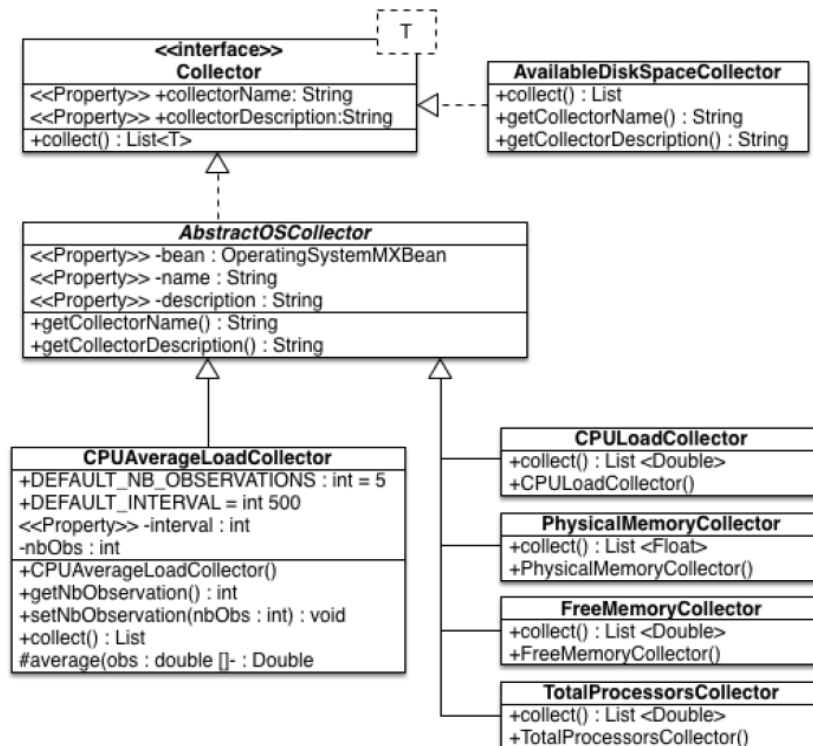 T
<<interface>>
Collector
<<Property>> +collectorName: String
<<Property>> +collectorDescription:String
+collect() : List<T>
AvailableDiskSpaceCollector
+collect() : List
+getCollectorName() : String
+getCollectorDescription() : String
AbstractOSCollector
<<Property>> -bean : OperatingSystemMXBean
<<Property>> -name : String
<<Property>> -description : String
+getCollectorName() : String
+getCollectorDescription() : String
CPUAverageLoadCollector
+DEFAULT_NB_OBSERVATIONS : int = 5
+DEFAULT_INTERVAL = int 500
<<Property>> -interval : int
-nbObs : int
+CPUAverageLoadCollector()
+getNbObservation() : int
+setNbObservation(nbObs : int) : void
+collect() : List
#average(obs : double []- : Double
CPULoadCollector
+collect() : List <Double>
+CPULoadCollector()
PhysicalMemoryCollector
+collect() : List <Float>
+PhysicalMemoryCollector()
FreeMemoryCollector
+collect() : List <Double>
+FreeMemoryCollector()
TotalProcessorsCollector
+collect() : List <Double>
+TotalProcessorsCollector()